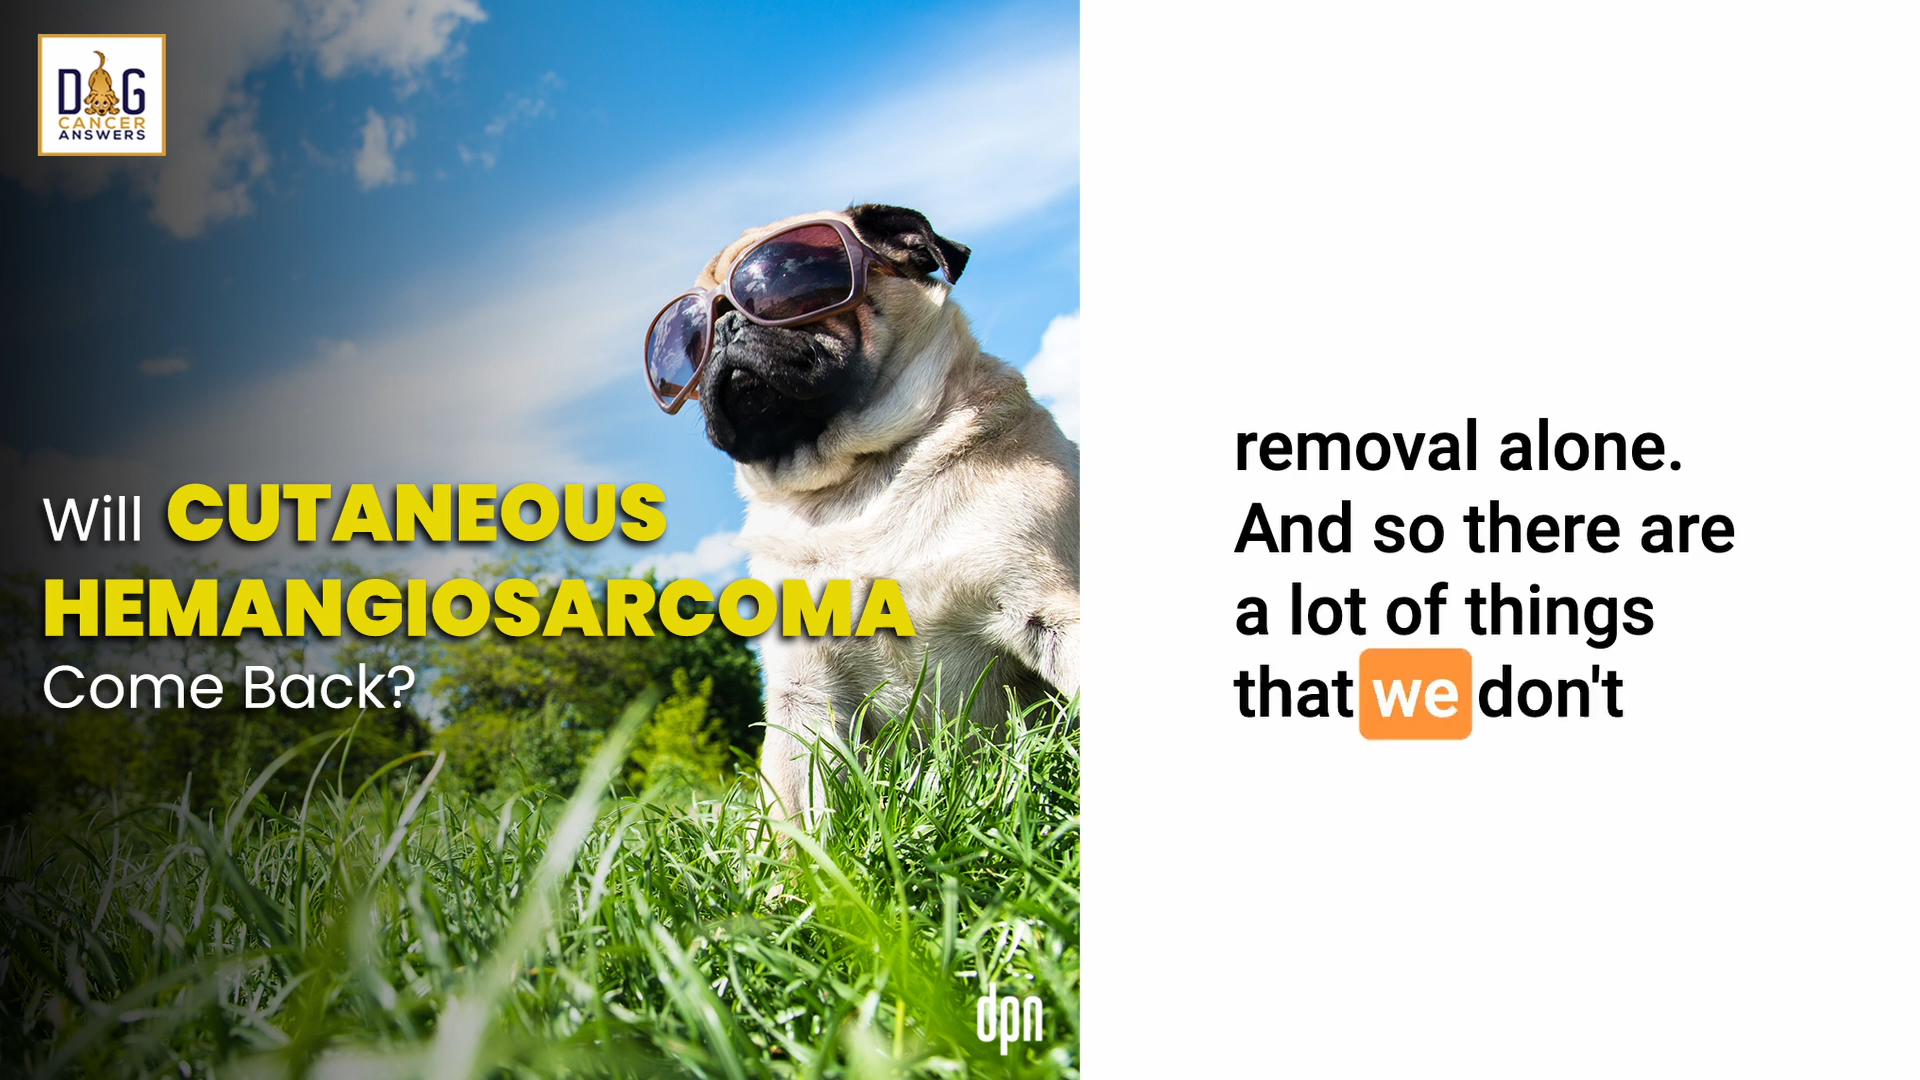 DOG
CANCER
ANSWERS
Will CUTANEOUS
HEMANGIOSARCOMA
Come Back?
dpn
removal alone.
And so there are
a lot of things
that we don't